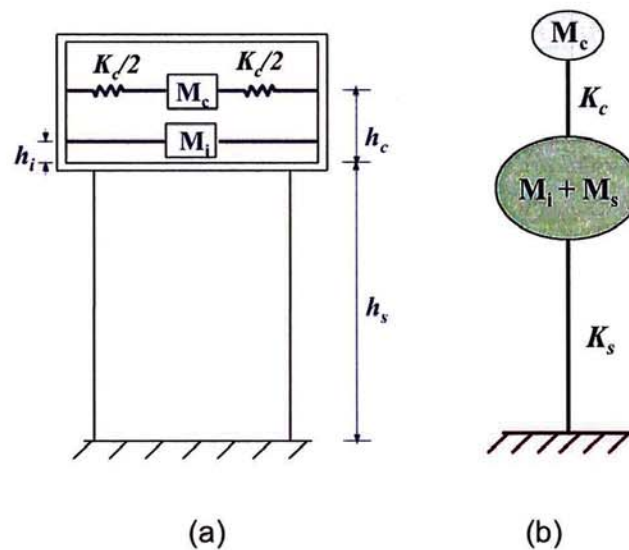 K_c/2
K_c/2
M_c
M_i
h_i
h_c
h_s
(a)
M_c
K_c
M_i + M_s
K_s
(b)